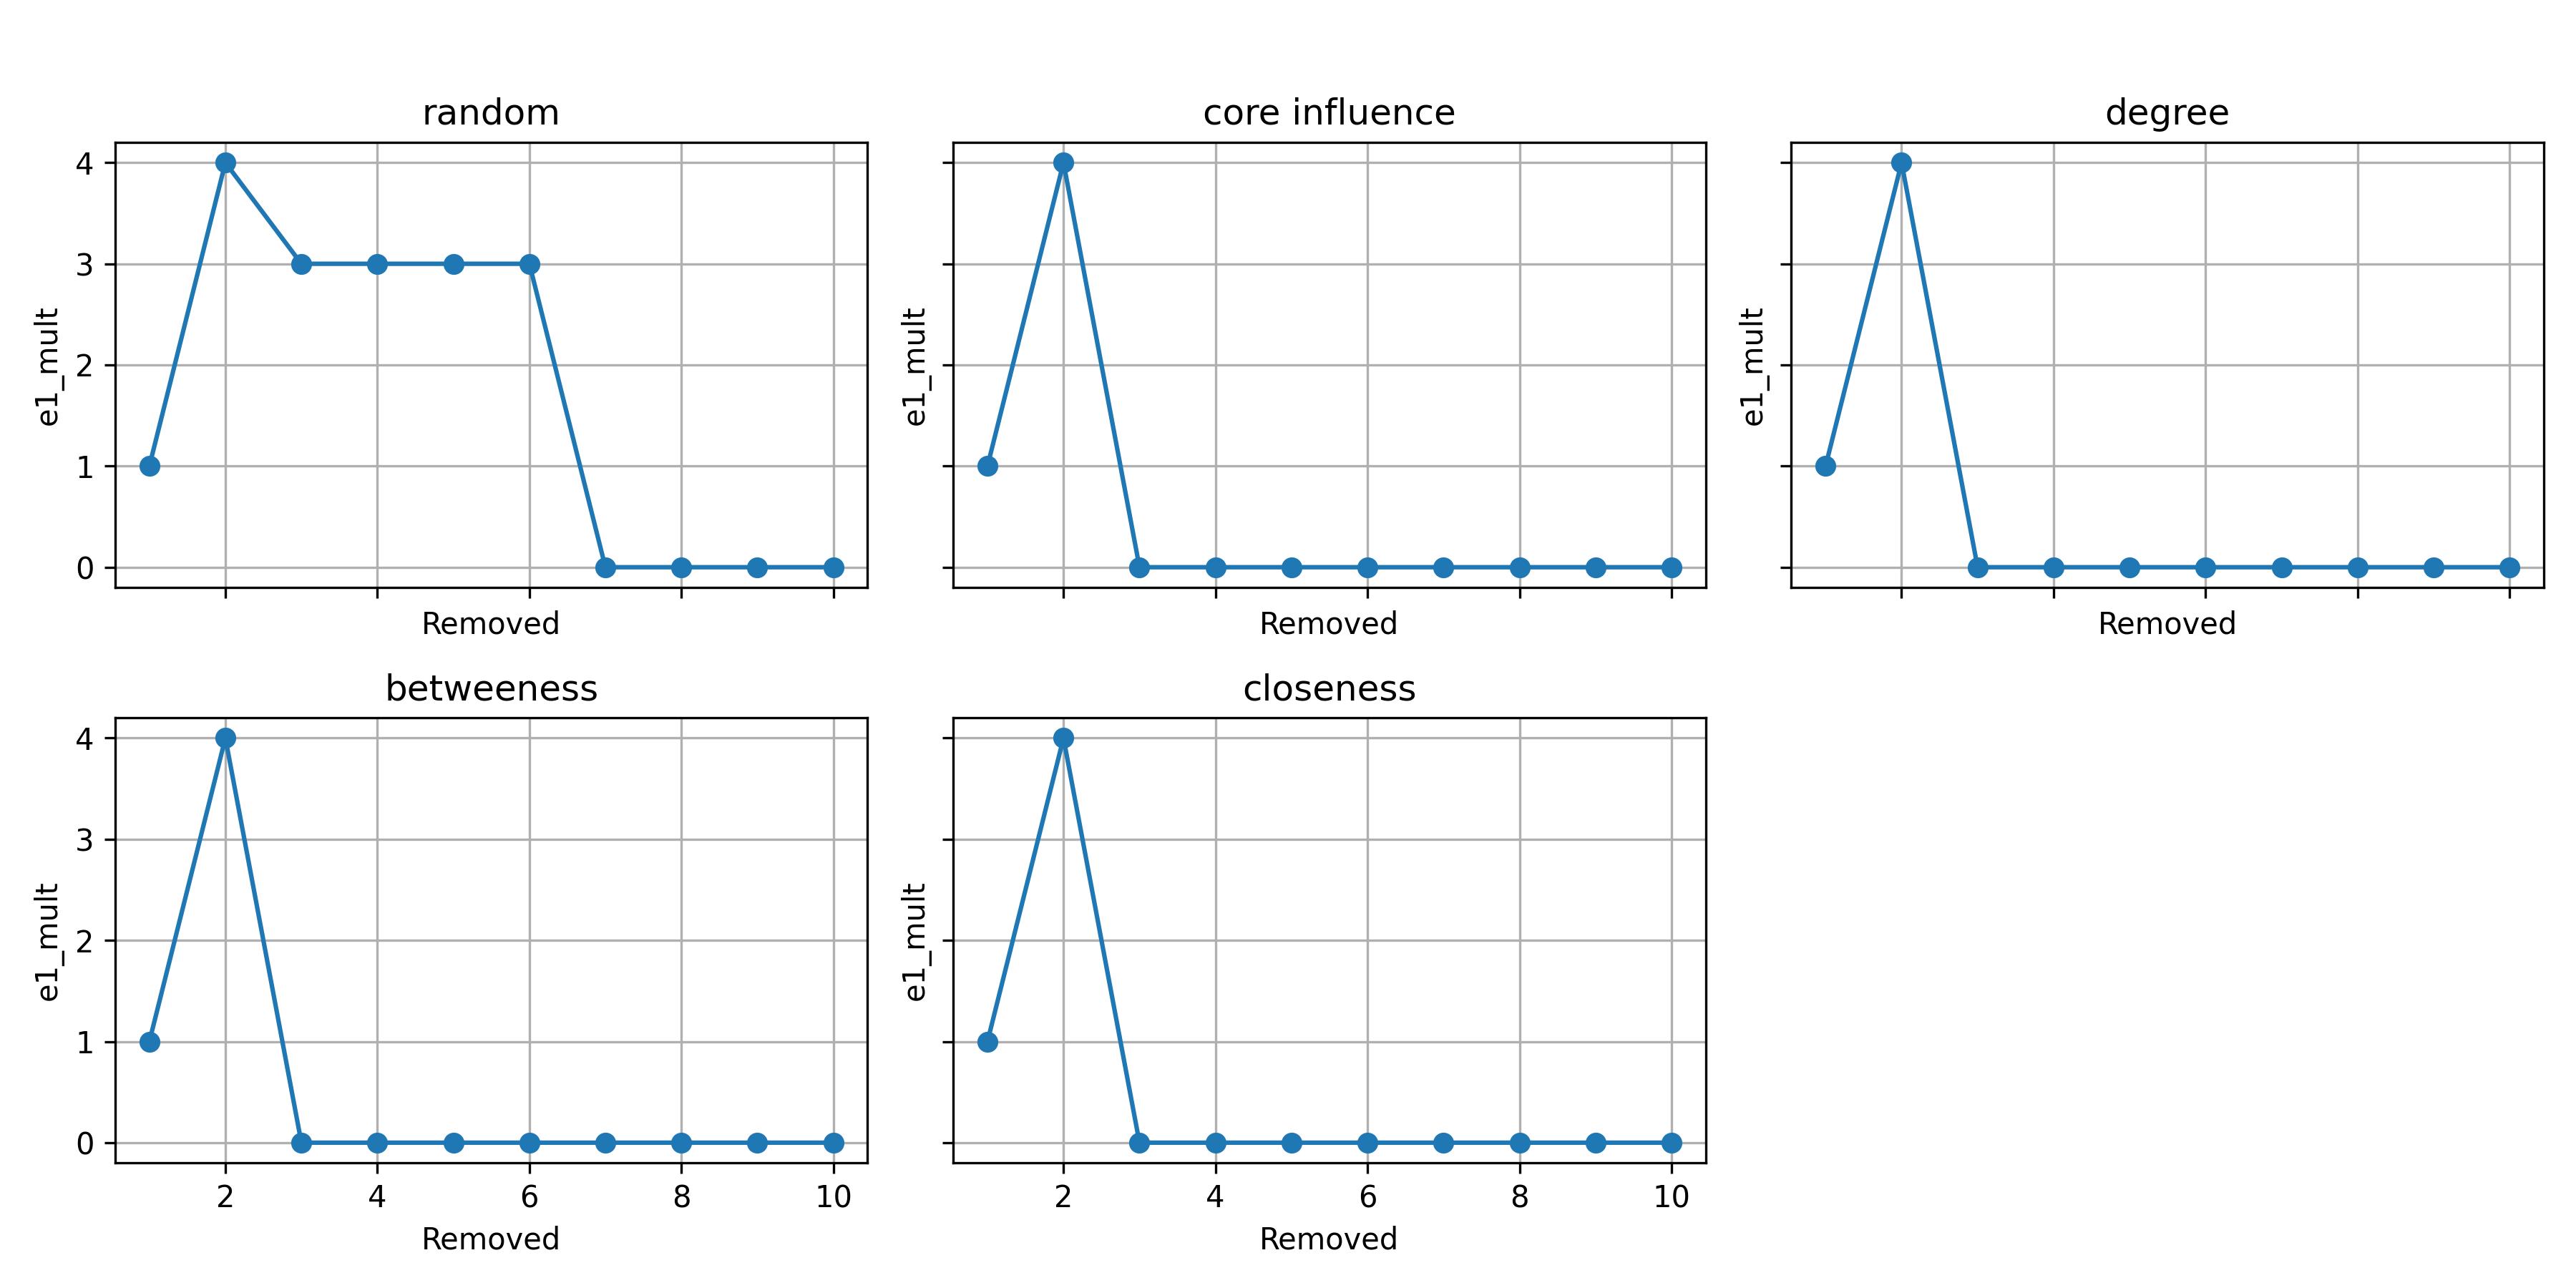 random
core influence
degree
e1_mult
4
3
2
1
0
Removed
e1_mult
Removed
e1_mult
Removed
betweeness
closeness
e1_mult
4
3
2
1
0
2 4 6 8 10
Removed
e1_mult
2 4 6 8 10
Removed